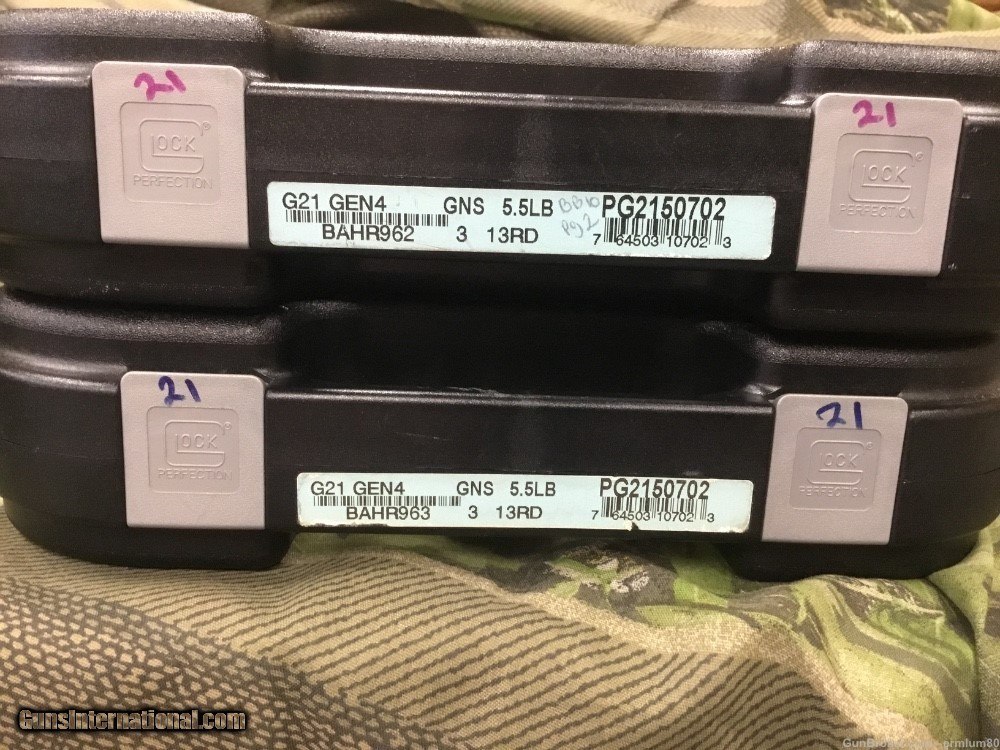 21
21
GLOCK
PERFECTION
GLOCK
PERFECTION
G21 GEN4 GNS 5.5LB PG2150702
BAHR962 3 13RD 7 64503 10702 3
pg 2
21
21
GLOCK
PERFECTION
GLOCK
PERFECTION
G21 GEN4 GNS 5.5LB PG2150702
BAHR963 3 13RD 7 64503 10702 3
GunsInternational.com